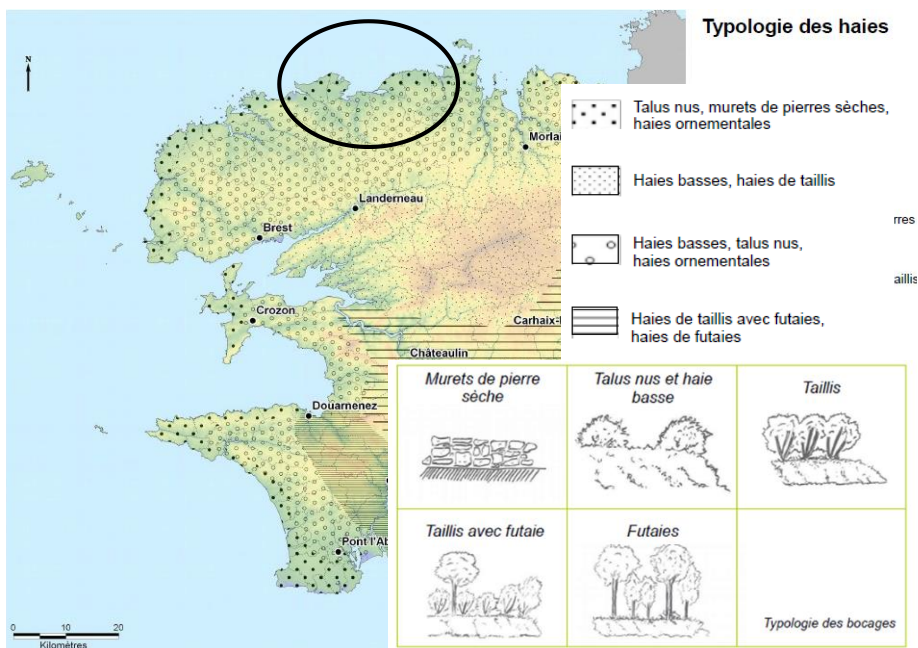 Typologie des haies
N
Talus nus, murets de pierres sèches,
haies ornementales
Haies basses, haies de taillis
rres
Haies basses, talus nus,
haies ornementales
aillis
Haies de taillis avec futaies,
haies de futaies
Morlai
Landerneau
Brest
Crozon
Carhaix-
Châteaulin
Douarnenez
Pont l'Ab
0 10 20
Kilomètres
Murets de pierre
sèche
Talus nus et haie
basse
Taillis
Taillis avec futaie
Futaies
Typologie des bocages